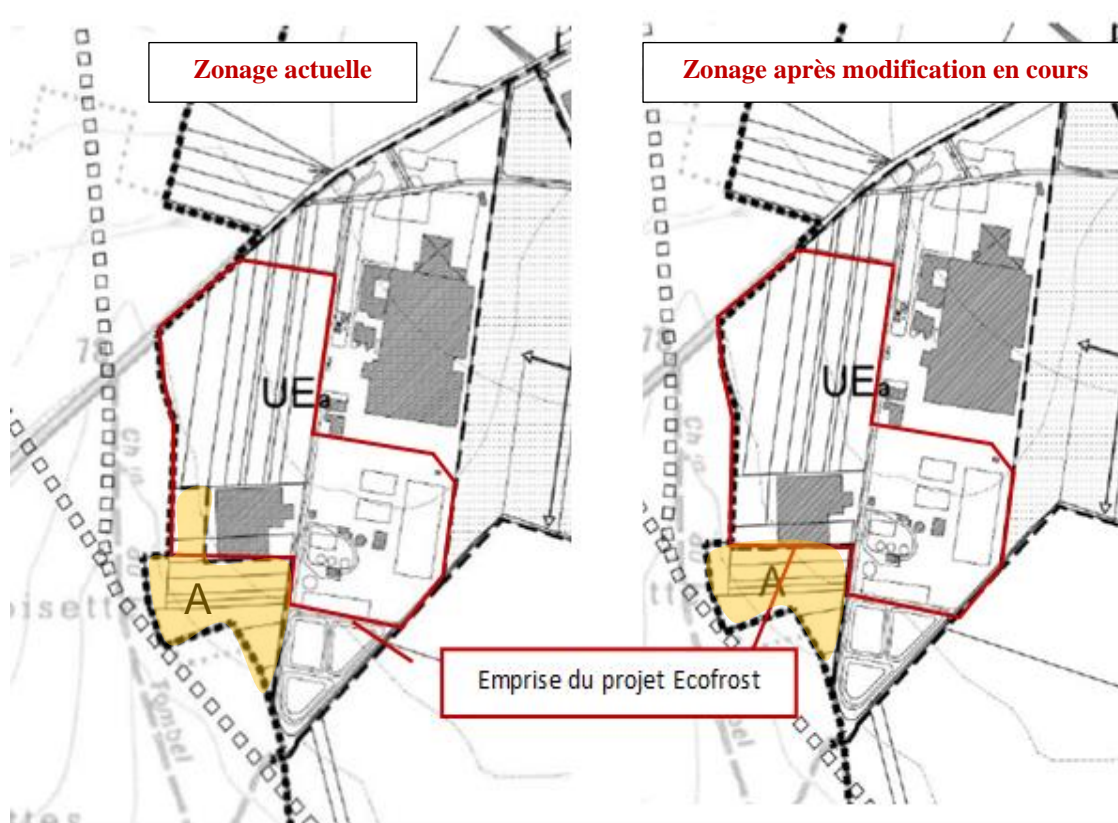 Zonage actuelle
Zonage après modification en cours
UEa
UEa
A
A
Emprise du projet Ecofrost